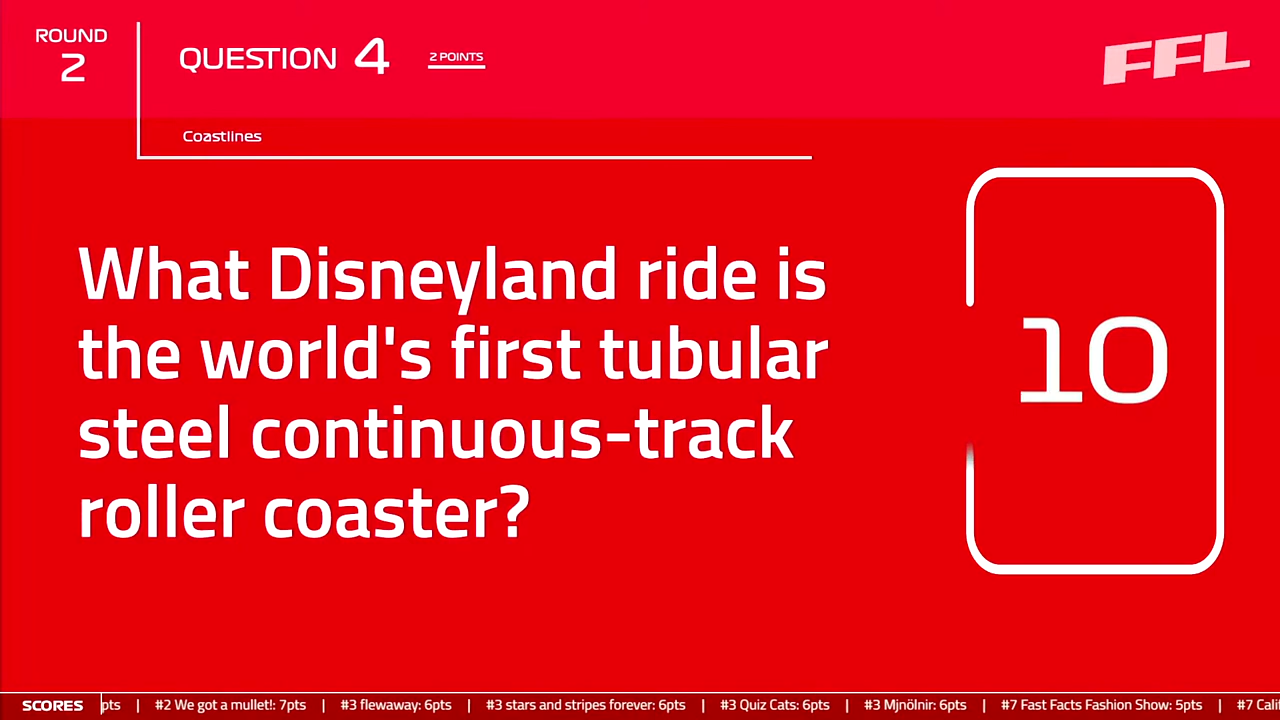 ROUND
2
QUESTION 4
2 POINTS
FFL
Coastlines
What Disneyland ride is
the world's first tubular
steel continuous-track
roller coaster?
10
SCORES pts | #2 We got a mullet!: 7pts | #3 flewaway: 6pts | #3 stars and stripes forever: 6pts | #3 Quiz Cats: 6pts | #3 Mjnölnir: 6pts | #7 Fast Facts Fashion Show: 5pts | #7 Cali